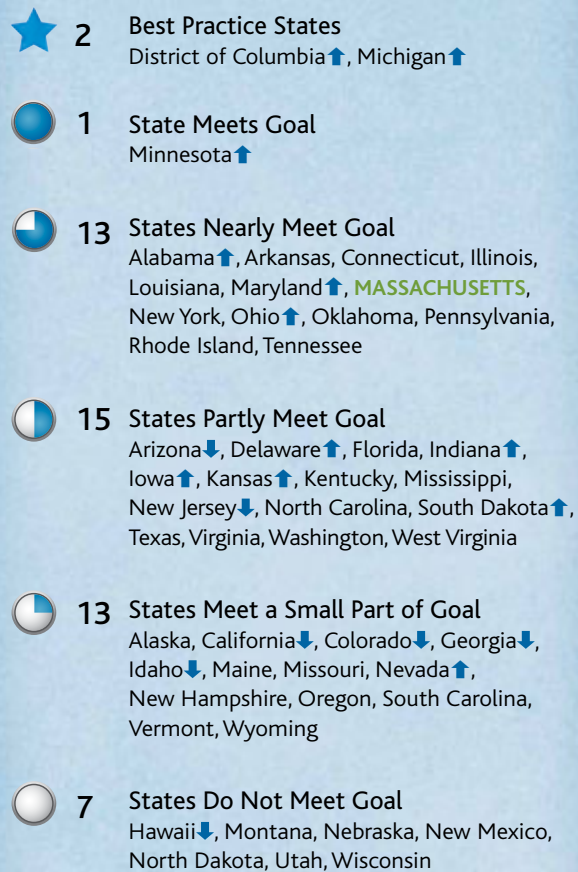 2 Best Practice States
District of Columbia⬆, Michigan⬆
1 State Meets Goal
Minnesota⬆
13 States Nearly Meet Goal
Alabama⬆, Arkansas, Connecticut, Illinois,
Louisiana, Maryland⬆, MASSACHUSETTS,
New York, Ohio⬆, Oklahoma, Pennsylvania,
Rhode Island, Tennessee
15 States Partly Meet Goal
Arizona⬇, Delaware⬆, Florida, Indiana⬆,
Iowa⬆, Kansas⬆, Kentucky, Mississippi,
New Jersey⬇, North Carolina, South Dakota⬆,
Texas, Virginia, Washington, West Virginia
13 States Meet a Small Part of Goal
Alaska, California⬇, Colorado⬇, Georgia⬇,
Idaho⬇, Maine, Missouri, Nevada⬆,
New Hampshire, Oregon, South Carolina,
Vermont, Wyoming
7 States Do Not Meet Goal
Hawaii⬇, Montana, Nebraska, New Mexico,
North Dakota, Utah, Wisconsin